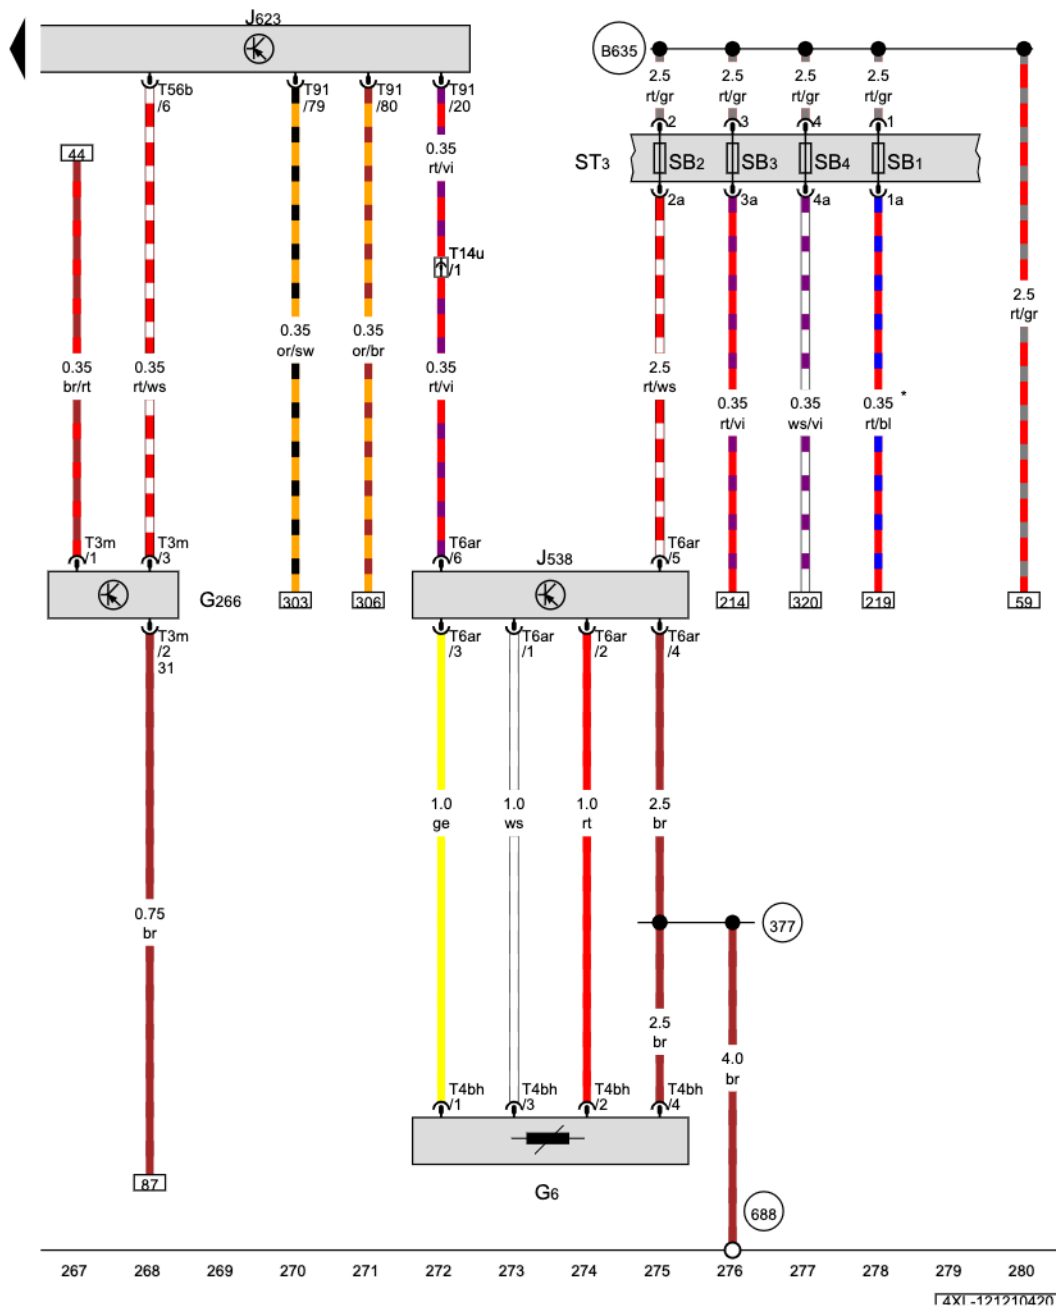 J623
B635
T56b
/6
T91
/79
T91
/80
T91
/20
2.5
rt/gr
2.5
rt/gr
2.5
rt/gr
2.5
rt/gr
2
3
4
1
44
0.35
rt/vi
ST3
SB2
SB3
SB4
SB1
2a
3a
4a
1a
T14u
/1
2.5
rt/gr
0.35
br/rt
0.35
rt/ws
0.35
or/sw
0.35
or/br
0.35
rt/vi
2.5
rt/ws
0.35
rt/vi
0.35
ws/vi
0.35
rt/bl
*
T3m
/1
T3m
/3
T6ar
/6
J538
T6ar
/5
G266
303
306
214
320
219
59
T3m
/2
31
T6ar
/3
T6ar
/1
T6ar
/2
T6ar
/4
1.0
ge
1.0
ws
1.0
rt
2.5
br
0.75
br
377
2.5
br
4.0
br
T4bh
/1
T4bh
/3
T4bh
/2
T4bh
/4
87
G6
688
267 268 269 270 271 272 273 274 275 276 277 278 279 280
4XL-121210420